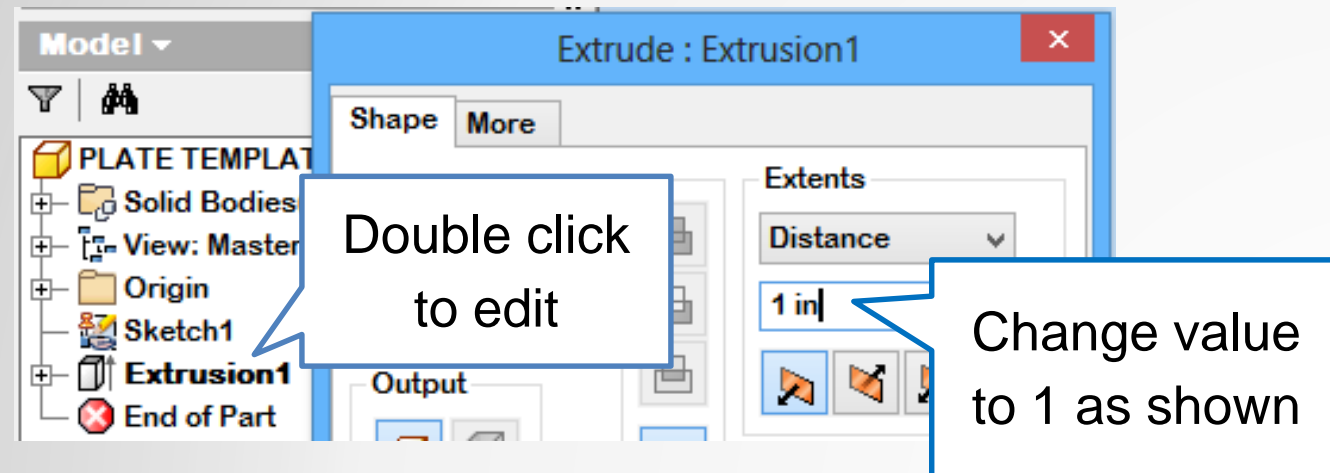 Model
Extrude : Extrusion1
Shape More
PLATE TEMPLAT
Solid Bodies
View: Master
Origin
Sketch1
Extrusion1
End of Part
Double click
to edit
Extents
Distance
1 in
Output
Change value
to 1 as shown